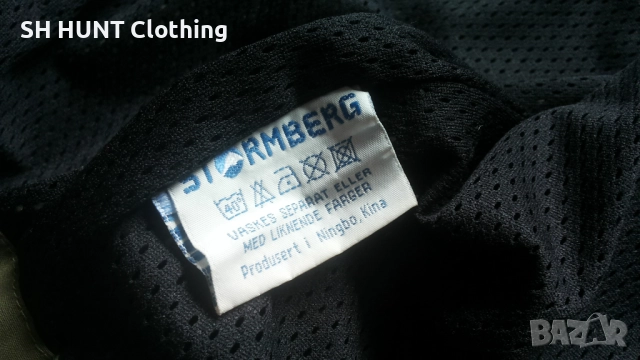 SH HUNT Clothing
STORMBERG
40°
VASKES SEPARAT ELLER
MED LIKNENDE FARGER
Produsert i Ningbo, Kina
BAZAR